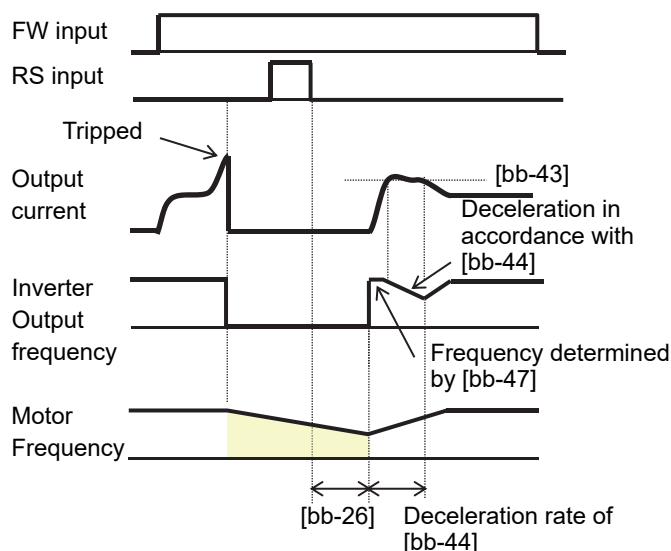 FW input
RS input
Tripped
Output
current
[bb-43]
Deceleration in
accordance with
[bb-44]
Inverter
Output
frequency
Frequency determined
by [bb-47]
Motor
Frequency
[bb-26]
Deceleration rate of
[bb-44]